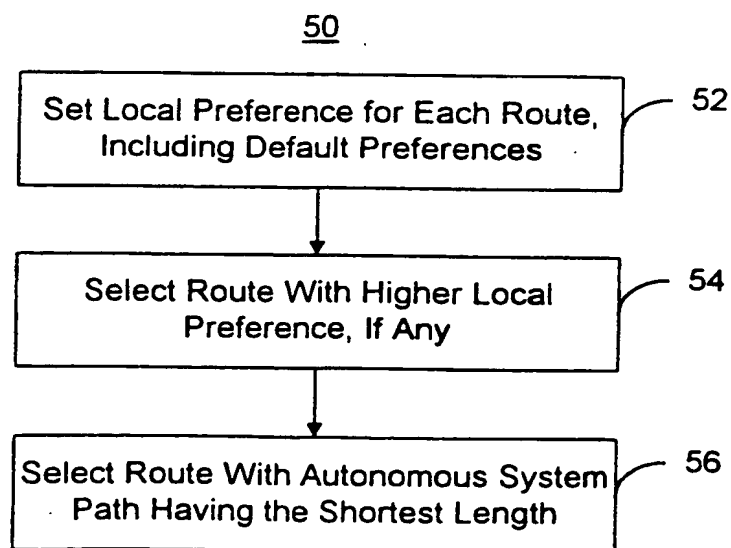 50
Set Local Preference for Each Route,
Including Default Preferences
52
Select Route With Higher Local
Preference, If Any
54
Select Route With Autonomous System
Path Having the Shortest Length
56